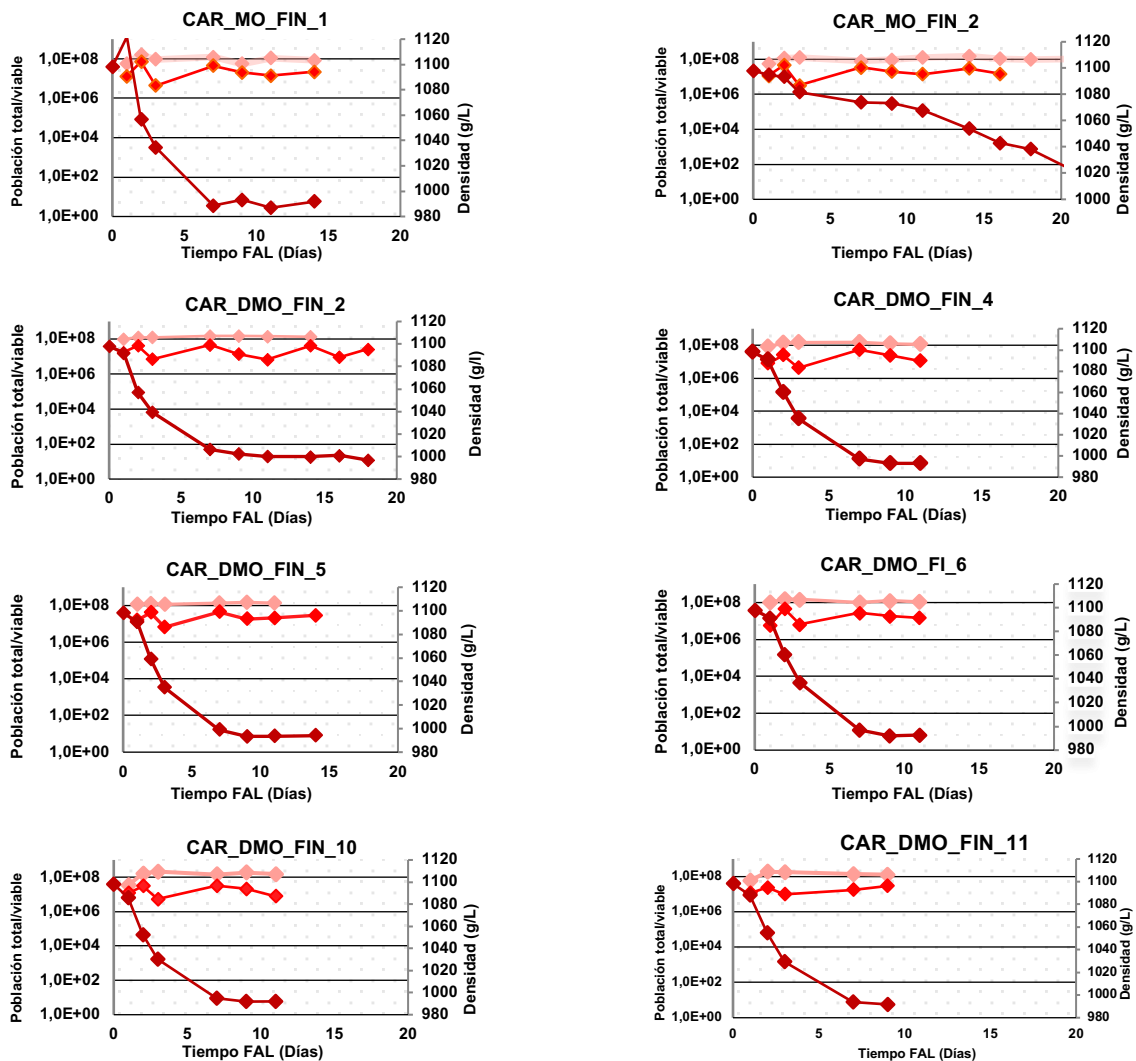 CAR_MO_FIN_1
Población total/viable
1,0E+08
1,0E+06
1,0E+04
1,0E+02
1,0E+00
1120
1100
1080
1060
1040
1020
1000
980
Densidad (g/L)
0 5 10 15 20
Tiempo FAL (Días)
CAR_MO_FIN_2
Población total/viable
1,0E+08
1,0E+06
1,0E+04
1,0E+02
1,0E+00
1120
1100
1080
1060
1040
1020
1000
Densidad (g/L)
0 5 10 15 20
Tiempo FAL (Días)
CAR_DMO_FIN_2
Población total/viable
1,0E+08
1,0E+06
1,0E+04
1,0E+02
1,0E+00
1120
1100
1080
1060
1040
1020
1000
980
Densidad (g/l)
0 5 10 15 20
Tiempo FAL (Días)
CAR_DMO_FIN_4
Población total/viable
1,0E+08
1,0E+06
1,0E+04
1,0E+02
1,0E+00
1120
1100
1080
1060
1040
1020
1000
980
Densidad (g/L)
0 5 10 15 20
Tiempo FAL (Días)
CAR_DMO_FIN_5
Población total/viable
1,0E+08
1,0E+06
1,0E+04
1,0E+02
1,0E+00
1120
1100
1080
1060
1040
1020
1000
980
Densidad (g/L)
0 5 10 15 20
Tiempo FAL (Días)
CAR_DMO_FI_6
Población total/viable
1,0E+08
1,0E+06
1,0E+04
1,0E+02
1,0E+00
1120
1100
1080
1060
1040
1020
1000
980
Densidad (g/L)
0 5 10 15 20
Tiempo FAL (Días)
CAR_DMO_FIN_10
Población total/viable
1,0E+08
1,0E+06
1,0E+04
1,0E+02
1,0E+00
1120
1100
1080
1060
1040
1020
1000
980
Densidad (g/L)
0 5 10 15 20
Tiempo FAL (Días)
CAR_DMO_FIN_11
Población total/viable
1,0E+08
1,0E+06
1,0E+04
1,0E+02
1,0E+00
1120
1100
1080
1060
1040
1020
1000
980
Densidad (g/L)
0 5 10 15 20
Tiempo FAL (Días)